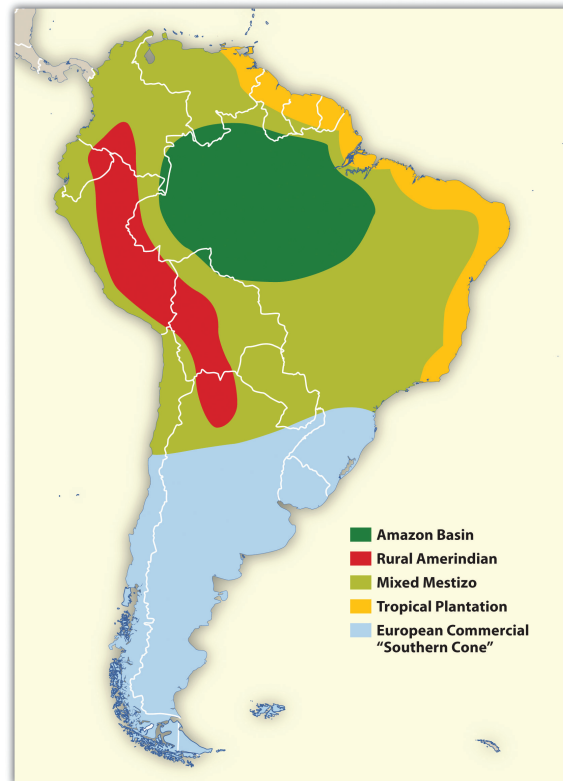 Amazon Basin
Rural Amerindian
Mixed Mestizo
Tropical Plantation
European Commercial
“Southern Cone”